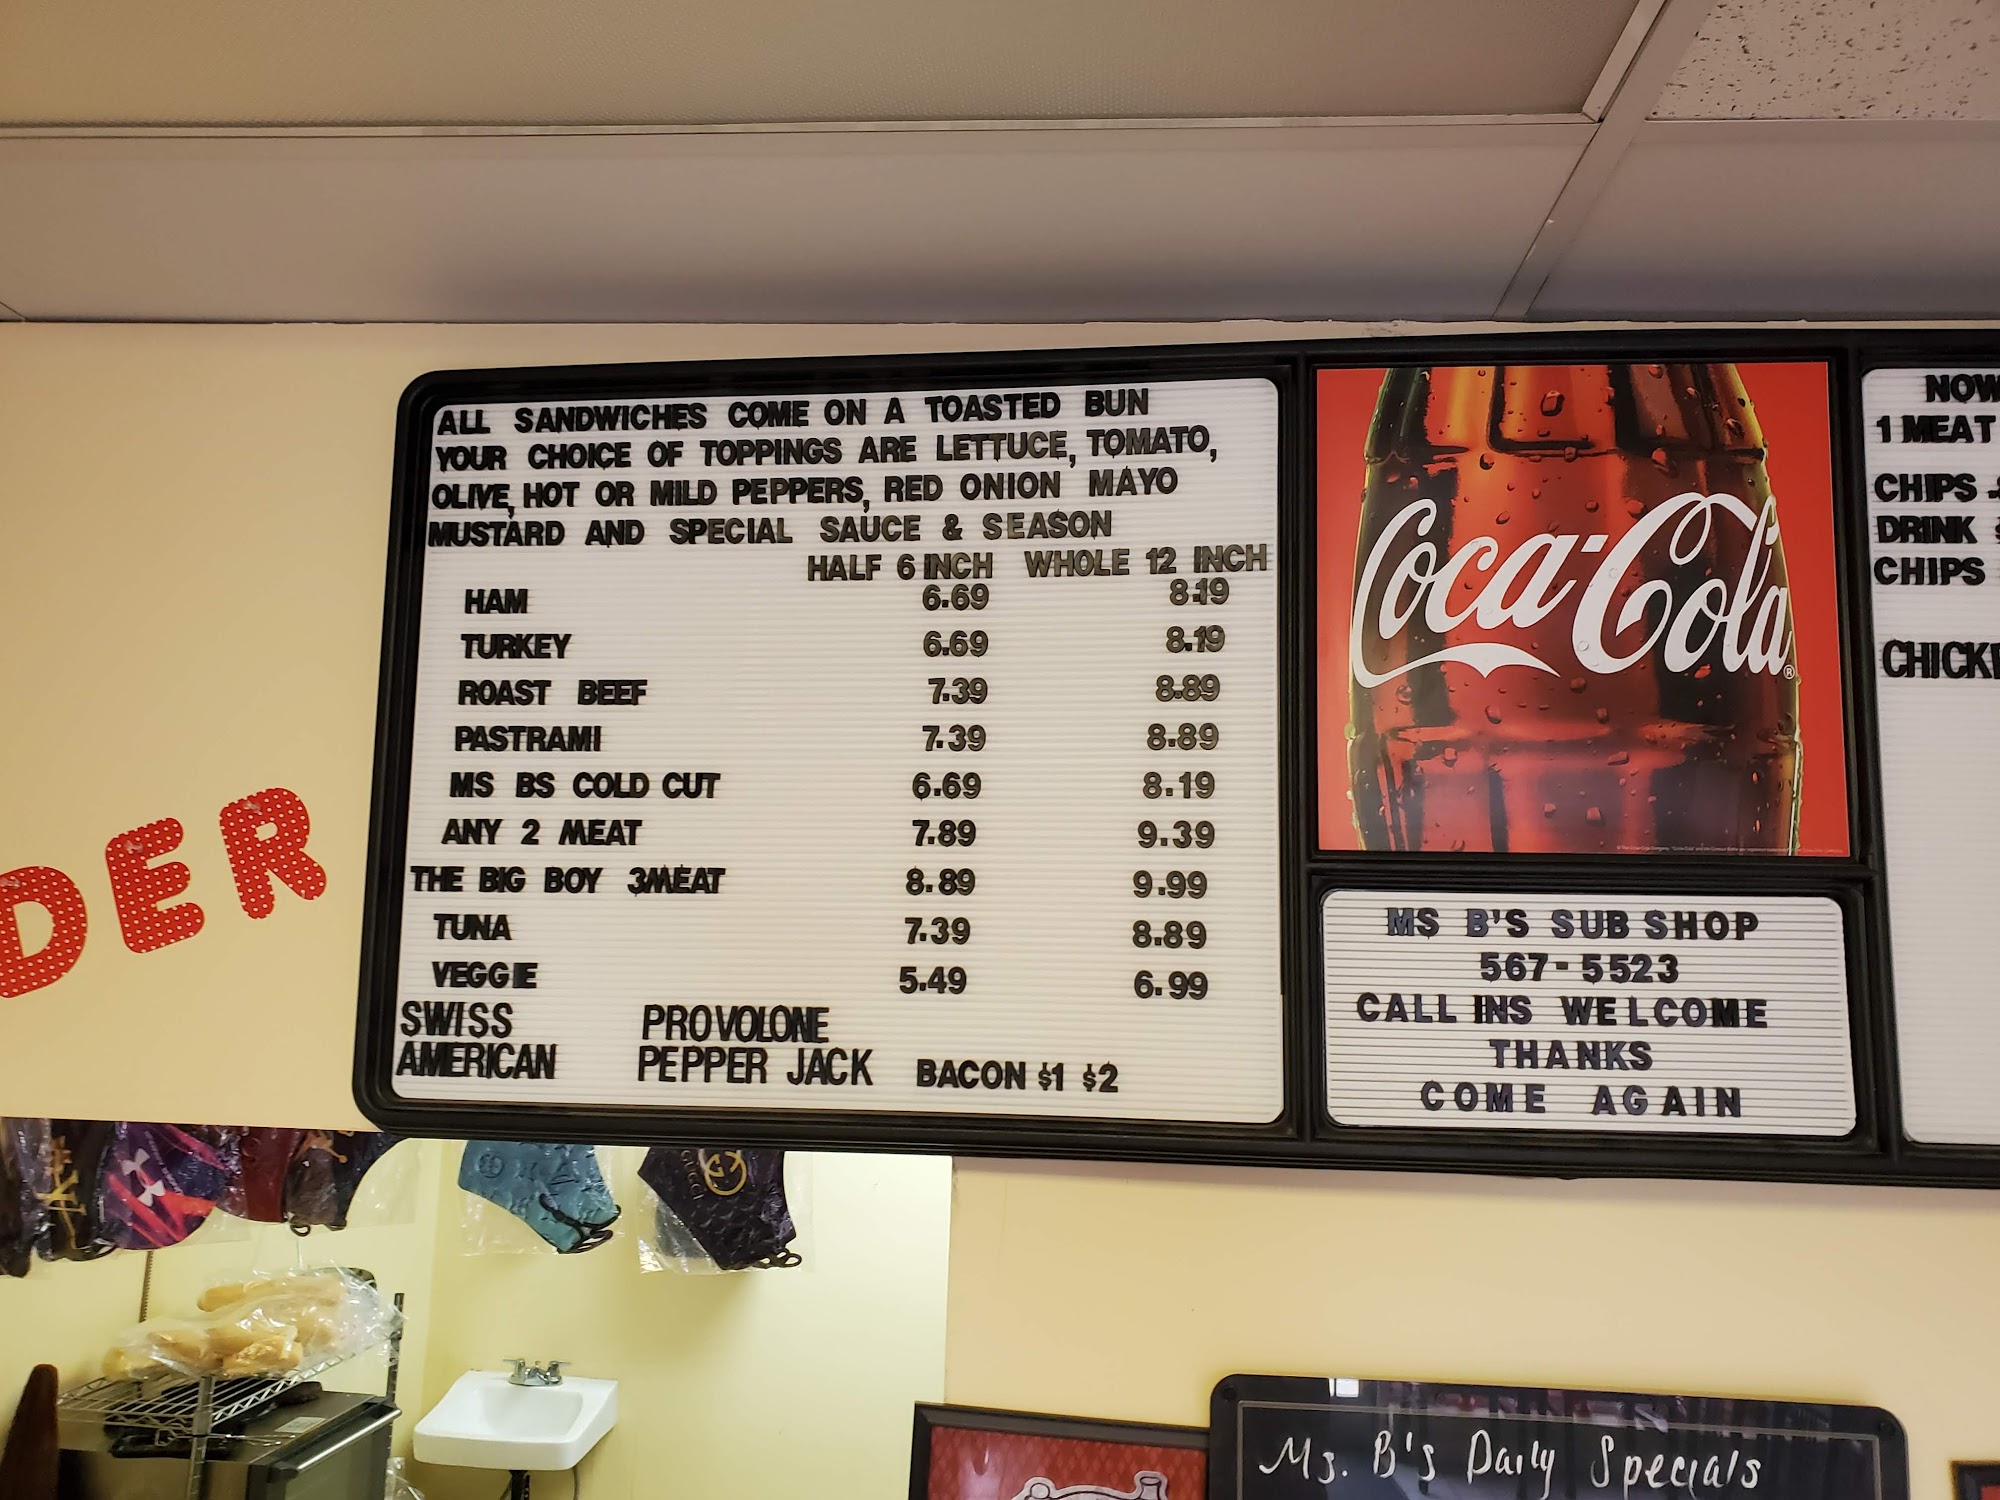 ALL SANDWICHES COME ON A TOASTED BUN
YOUR CHOICE OF TOPPINGS ARE LETTUCE, TOMATO,
OLIVE, HOT OR MILD PEPPERS, RED ONION MAYO
MUSTARD AND SPECIAL SAUCE & SEASON
HALF 6 INCH WHOLE 12 INCH
HAM 6.69 8.19
TURKEY 6.69 8.19
ROAST BEEF 7.39 8.89
PASTRAMI 7.39 8.89
MS BS COLD CUT 6.69 8.19
ANY 2 MEAT 7.89 9.39
THE BIG BOY 3MEAT 8.89 9.99
TUNA 7.39 8.89
VEGGIE 5.49 6.99
SWISS PROVOLONE
AMERICAN PEPPER JACK BACON $1 $2
Coca-Cola®
MS B'S SUB SHOP
567-5523
CALL INS WELCOME
THANKS
COME AGAIN
NOW
1 MEAT
CHIPS
DRINK
CHIPS
DER
GUCCI
Ms. B's Daily Specials